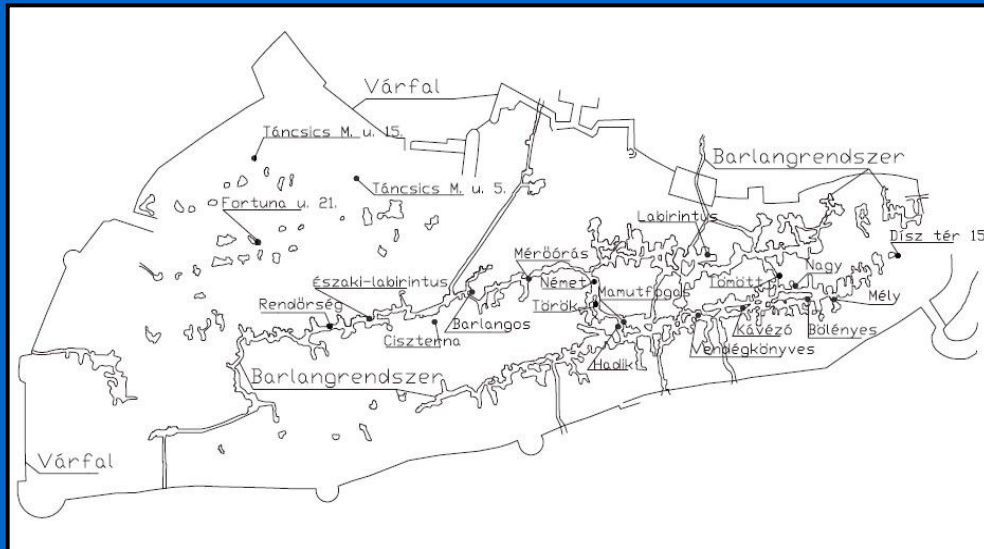 Várfal
Táncsics M. u. 15.
Barlangrendszer
Táncsics M. u. 5.
Fortuna u. 21.
Labirintus
Dísz tér 15
Mérőórás
Északi-labirintus
Német
Nagy
Mamutfogas
Tömött
Rendőrség
Török
Mély
Barlangos
Kávézó
Bölényes
Ciszterna
Vendégkönyves
Hadik
Barlangrendszer
Várfal